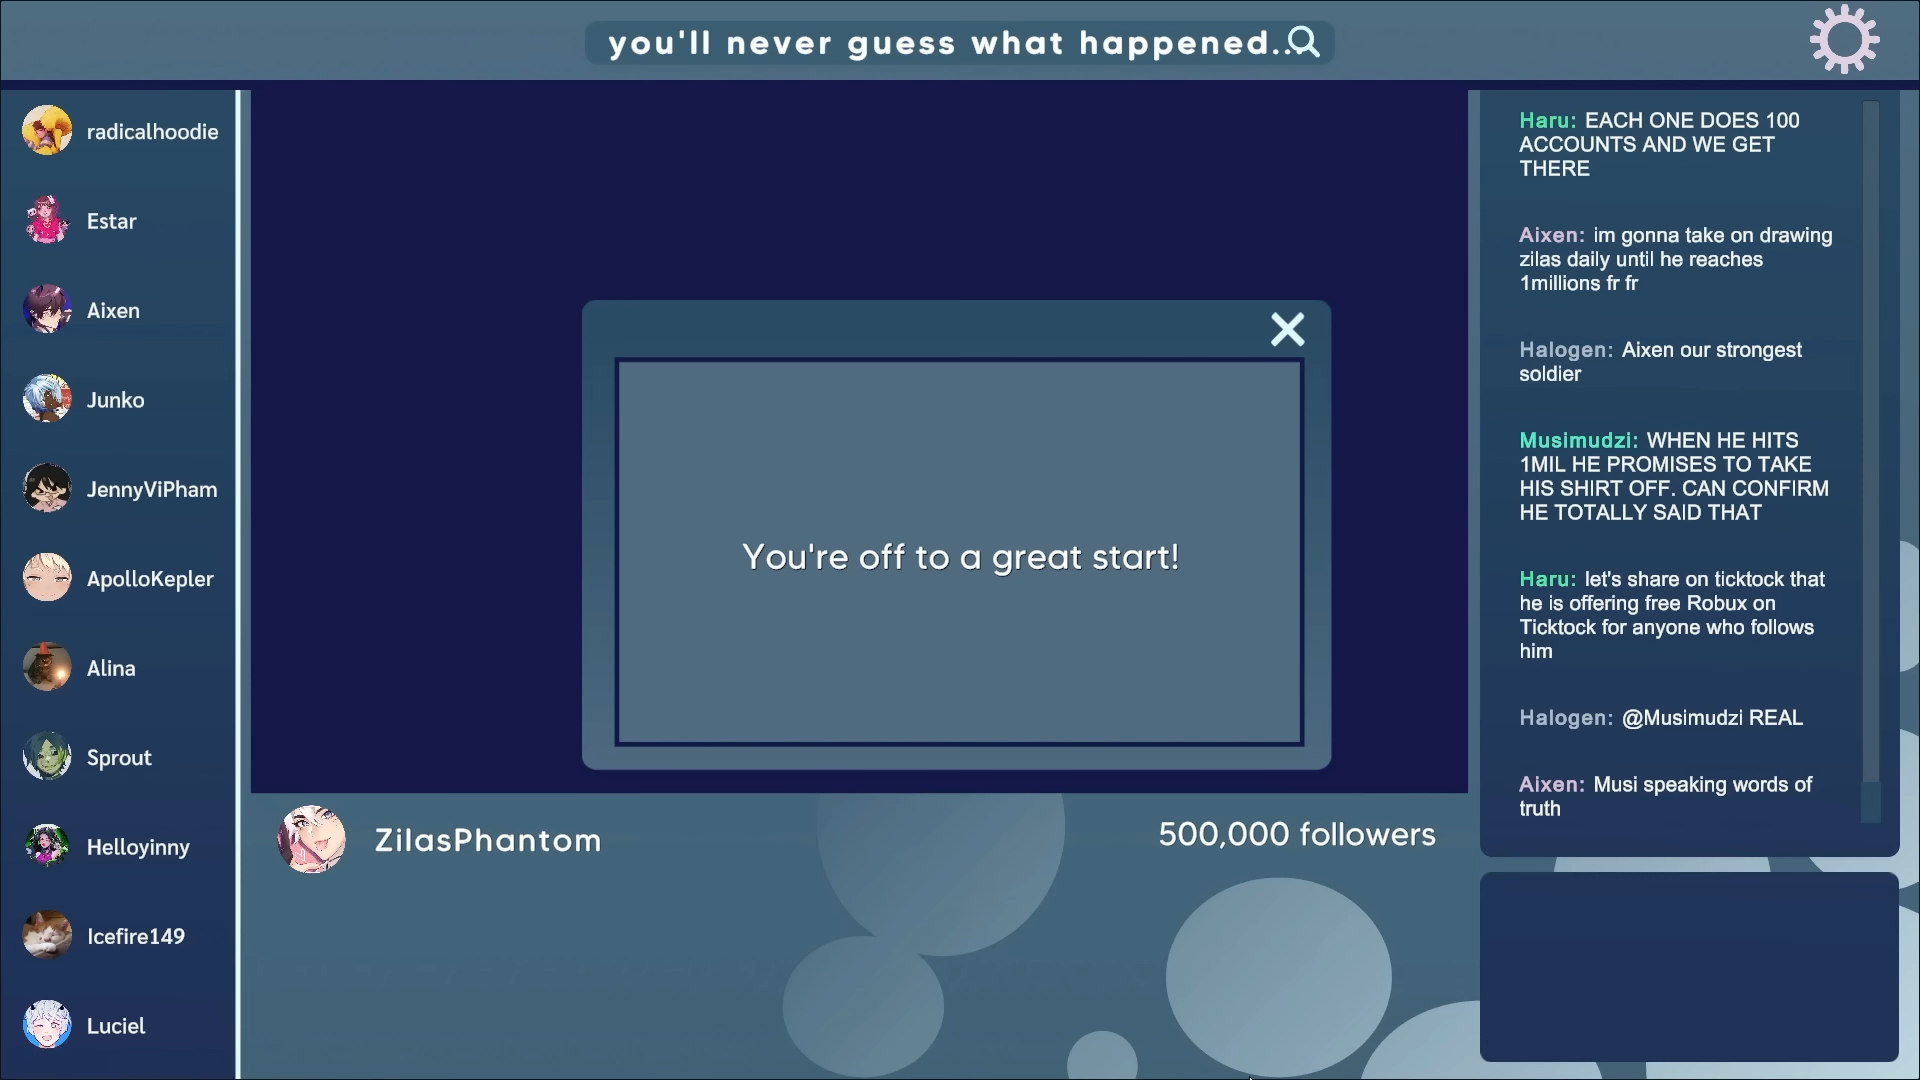 you'll never guess what happened...
radicalhoodie
Estar
Aixen
Junko
JennyViPham
ApolloKepler
Alina
Sprout
Helloyinny
Icefire149
Luciel
You're off to a great start!
ZilasPhantom
500,000 followers
Haru: EACH ONE DOES 100
ACCOUNTS AND WE GET
THERE
Aixen: im gonna take on drawing
zilas daily until he reaches
1millions fr fr
Halogen: Aixen our strongest
soldier
Musimudzi: WHEN HE HITS
1MIL HE PROMISES TO TAKE
HIS SHIRT OFF. CAN CONFIRM
HE TOTALLY SAID THAT
Haru: let's share on ticktock that
he is offering free Robux on
Ticktock for anyone who follows
him
Halogen: @Musimudzi REAL
Aixen: Musi speaking words of
truth